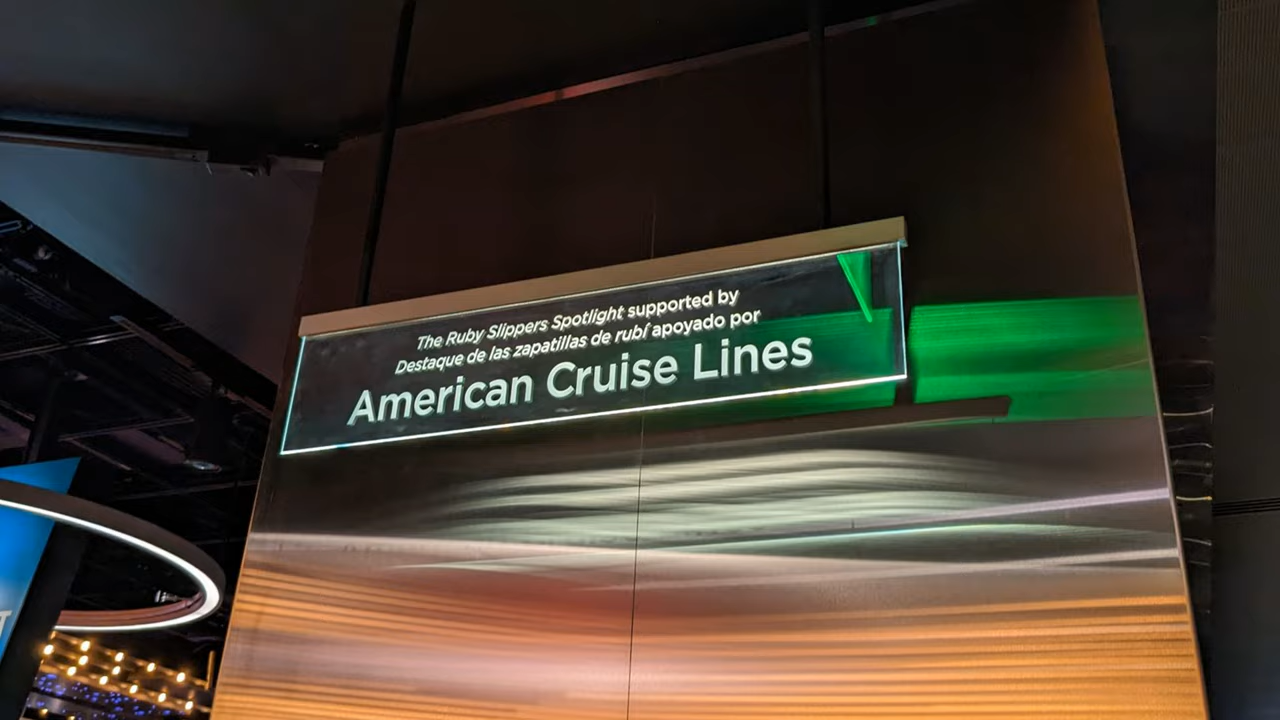 The Ruby Slippers Spotlight supported by
Destaque de las zapatillas de rubí apoyado por
American Cruise Lines